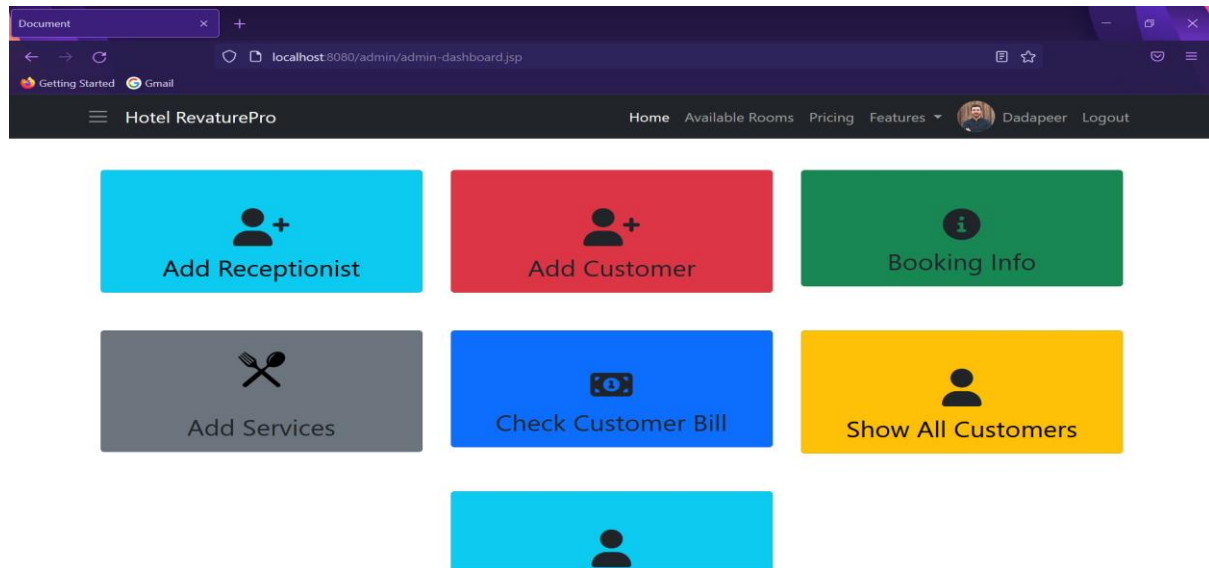 Document
localhost:8080/admin/admin-dashboard.jsp
Getting Started Gmail
Hotel RevaturePro Home Available Rooms Pricing Features Dadapeer Logout
Add Receptionist Add Customer Booking Info
Add Services Check Customer Bill Show All Customers